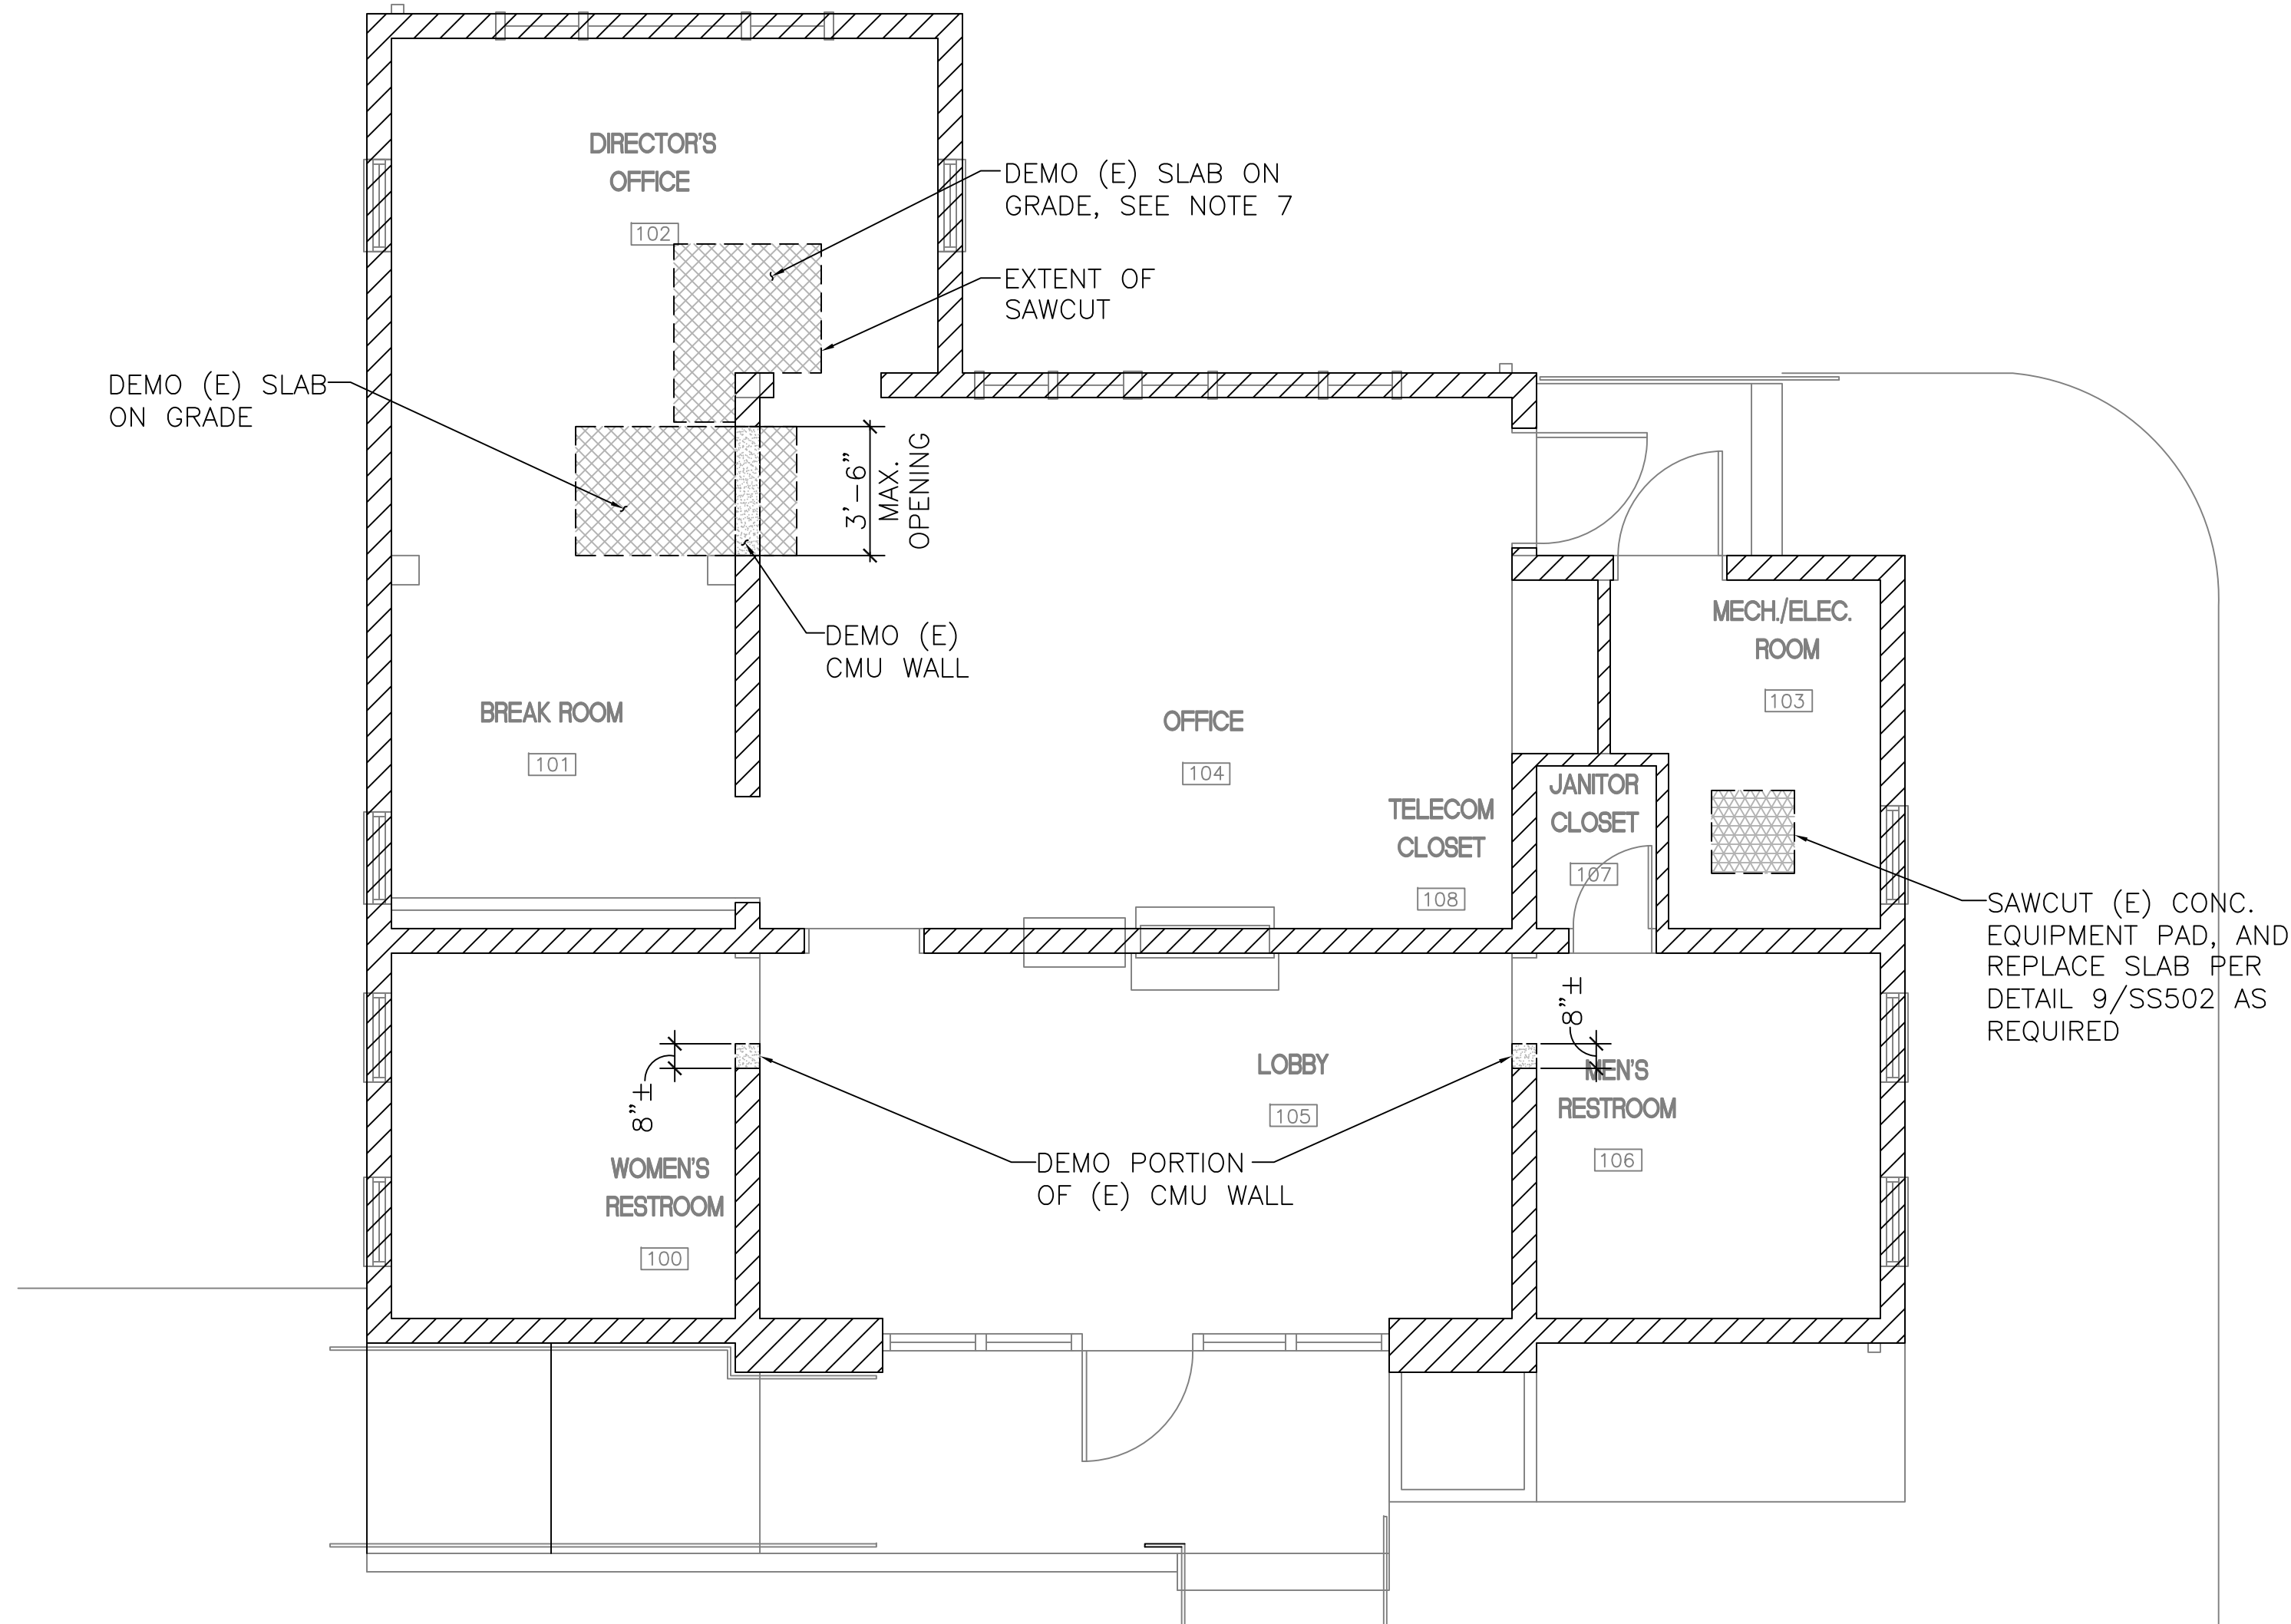 DIRECTOR'S
OFFICE
102
DEMO (E) SLAB ON
GRADE, SEE NOTE 7
EXTENT OF
SAWCUT
DEMO (E) SLAB
ON GRADE
3'-6"
MAX.
OPENING
DEMO (E)
CMU WALL
MECH./ELEC.
ROOM
103
BREAK ROOM
101
OFFICE
104
TELECOM
CLOSET
108
JANITOR
CLOSET
107
SAWCUT (E) CONC.
EQUIPMENT PAD, AND
REPLACE SLAB PER
DETAIL 9/SS502 AS
REQUIRED
8"±
8"±
LOBBY
105
MEN'S
RESTROOM
106
DEMO PORTION
OF (E) CMU WALL
WOMEN'S
RESTROOM
100